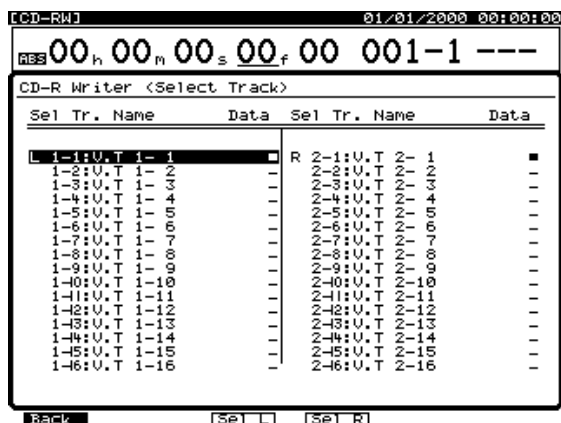 [CD-RW] 01/01/2000 00:00:00
ABS 00h 00m 00s 00f 00 001-1 ---
CD-R Writer <Select Track>
Sel Tr. Name Data Sel Tr. Name Data
L 1-1:V.T 1- 1 R 2-1:V.T 2- 1
1-2:V.T 1- 2 - 2-2:V.T 2- 2 -
1-3:V.T 1- 3 - 2-3:V.T 2- 3 -
1-4:V.T 1- 4 - 2-4:V.T 2- 4 -
1-5:V.T 1- 5 - 2-5:V.T 2- 5 -
1-6:V.T 1- 6 - 2-6:V.T 2- 6 -
1-7:V.T 1- 7 - 2-7:V.T 2- 7 -
1-8:V.T 1- 8 - 2-8:V.T 2- 8 -
1-9:V.T 1- 9 - 2-9:V.T 2- 9 -
1-10:V.T 1-10 - 2-10:V.T 2-10 -
1-11:V.T 1-11 - 2-11:V.T 2-11 -
1-12:V.T 1-12 - 2-12:V.T 2-12 -
1-13:V.T 1-13 - 2-13:V.T 2-13 -
1-14:V.T 1-14 - 2-14:V.T 2-14 -
1-15:V.T 1-15 - 2-15:V.T 2-15 -
1-16:V.T 1-16 - 2-16:V.T 2-16 -
Back Sel L Sel R